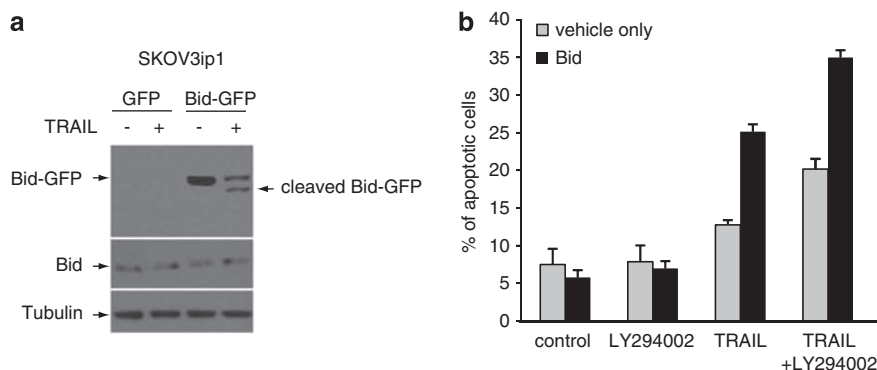 a
SKOV3ip1
GFP Bid-GFP
TRAIL - + - +
Bid-GFP
cleaved Bid-GFP
Bid
Tubulin
b
40
35
30
25
20
15
10
5
0
% of apoptotic cells
vehicle only
Bid
control LY294002 TRAIL TRAIL
+LY294002